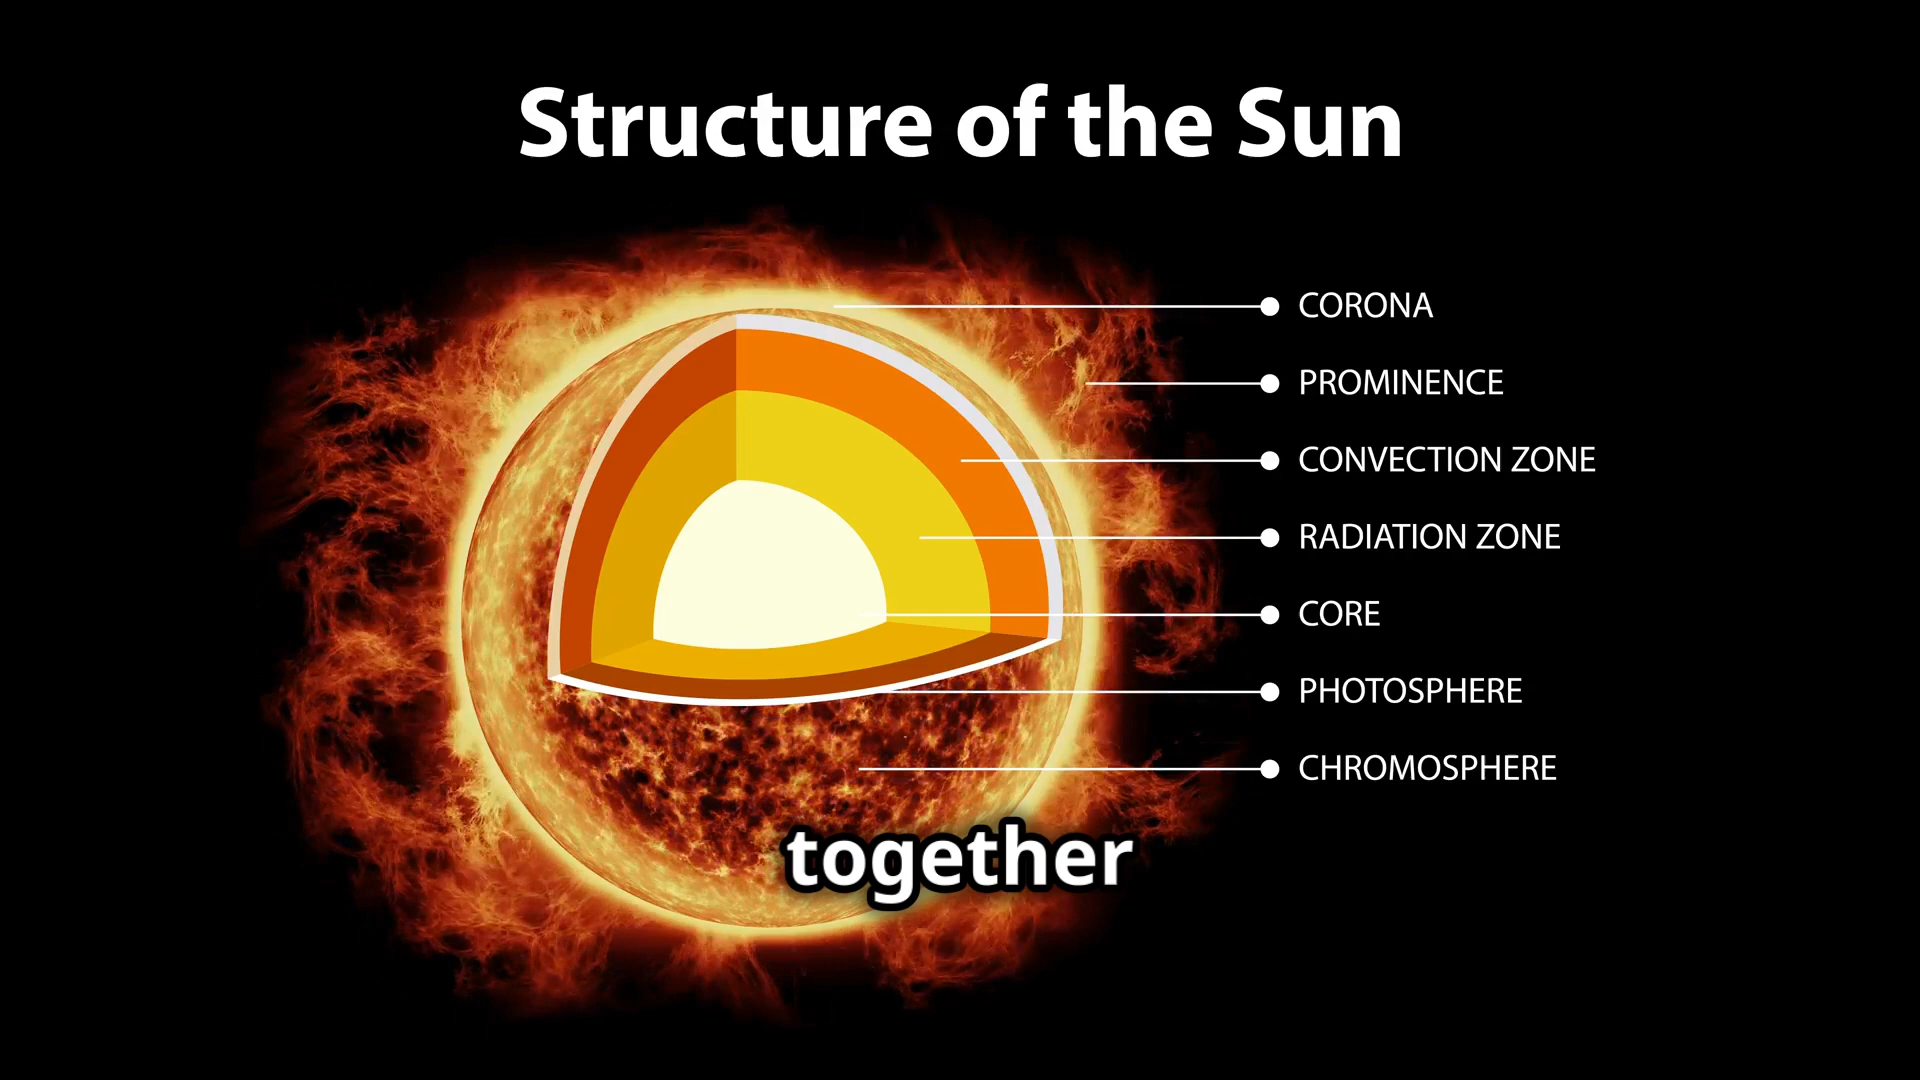 Structure of the Sun
CORONA
PROMINENCE
CONVECTION ZONE
RADIATION ZONE
CORE
PHOTOSPHERE
CHROMOSPHERE
together